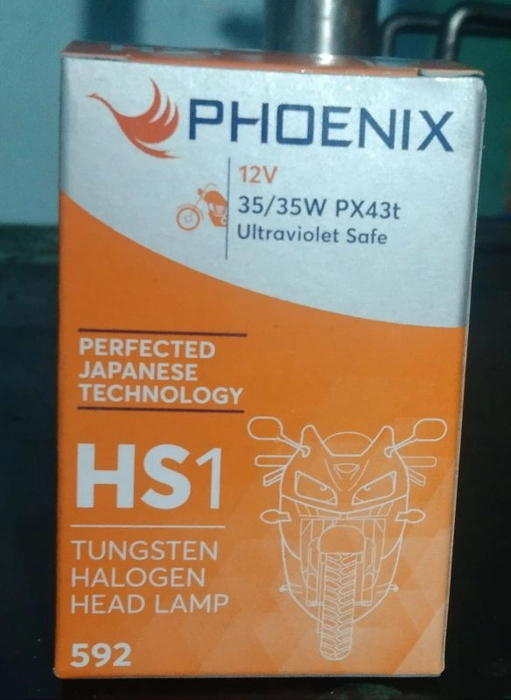 PHOENIX
12V
35/35W PX43t
Ultraviolet Safe
PERFECTED
JAPANESE
TECHNOLOGY
HS1
TUNGSTEN
HALOGEN
HEAD LAMP
592